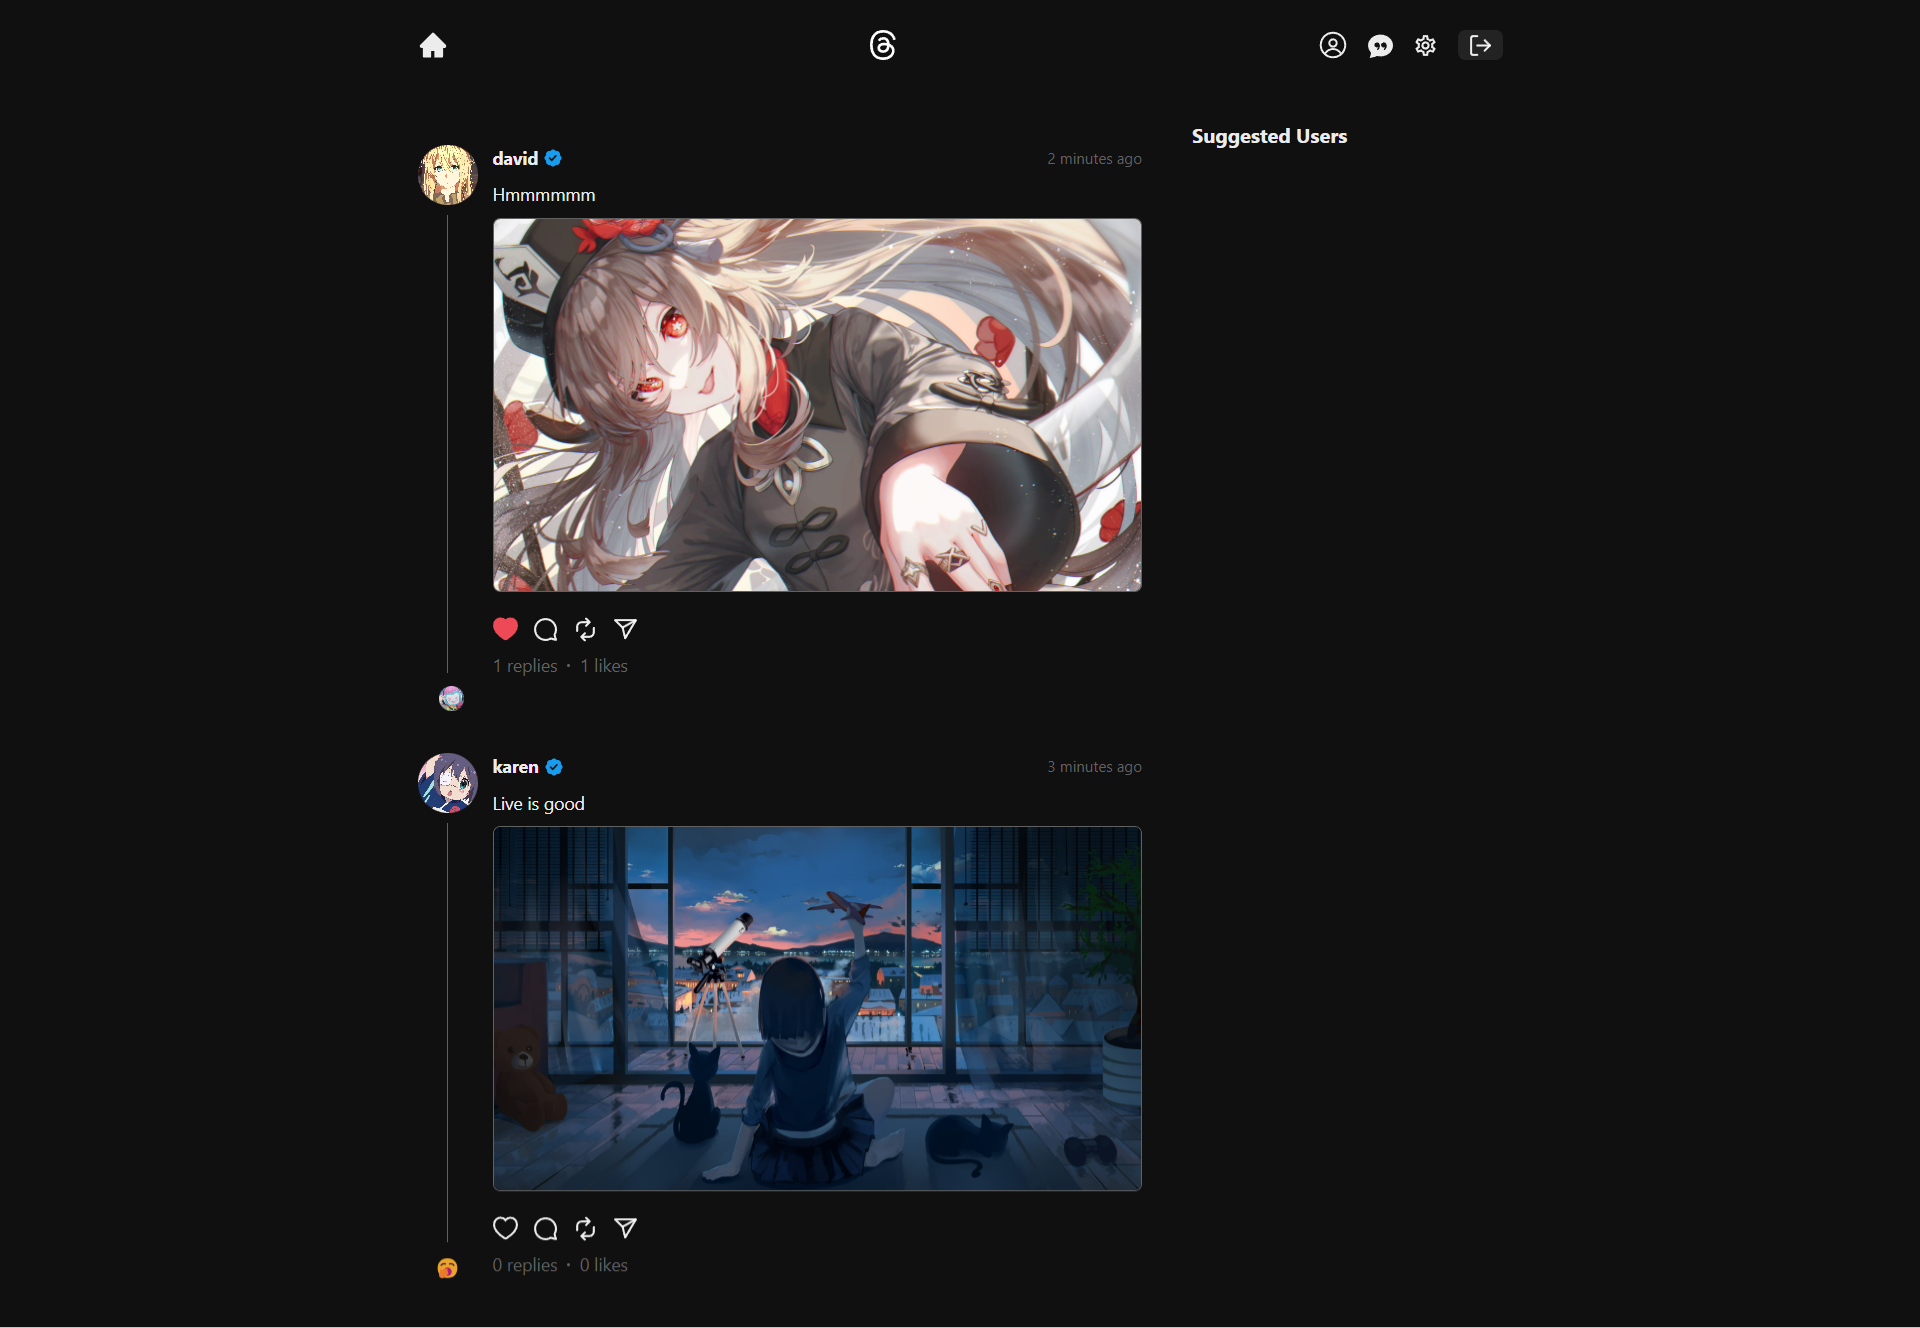 Suggested Users
david
2 minutes ago
Hmmmmmm
1 replies · 1 likes
karen
3 minutes ago
Live is good
0 replies · 0 likes